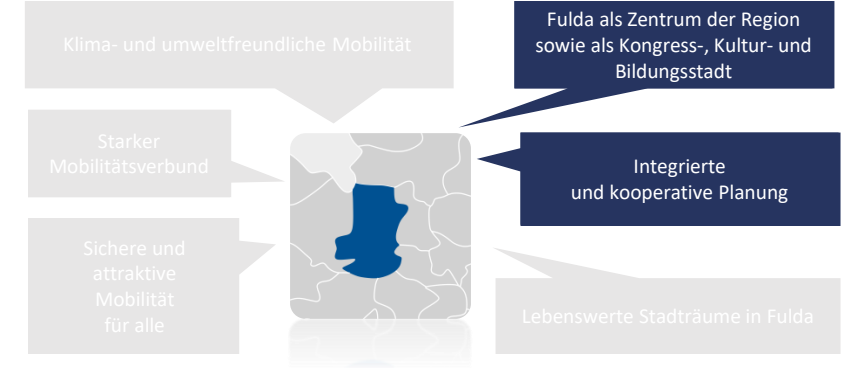 Klima- und umweltfreundliche Mobilität
Fulda als Zentrum der Region
sowie als Kongress-, Kultur- und
Bildungsstadt
Starker
Mobilitätsverbund
Integrierte
und kooperative Planung
Sichere und
attraktive
Mobilität
für alle
Lebenswerte Stadträume in Fulda